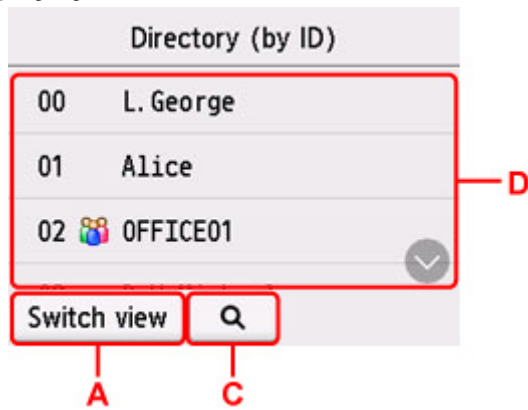 Directory (by ID)
00 L.George
01 Alice
D
02 OFFICE01
Switch view
A
C